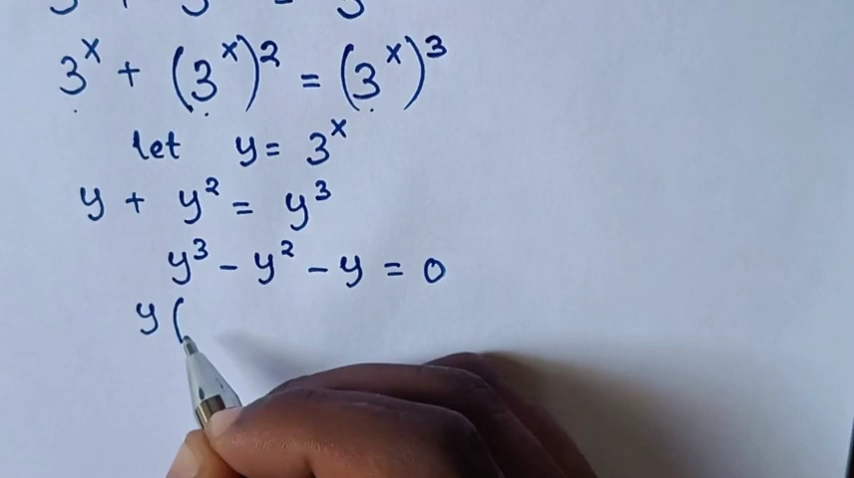 3^x + (3^x)^2 = (3^x)^3
let y = 3^x
y + y^2 = y^3
y^3 - y^2 - y = 0
y (